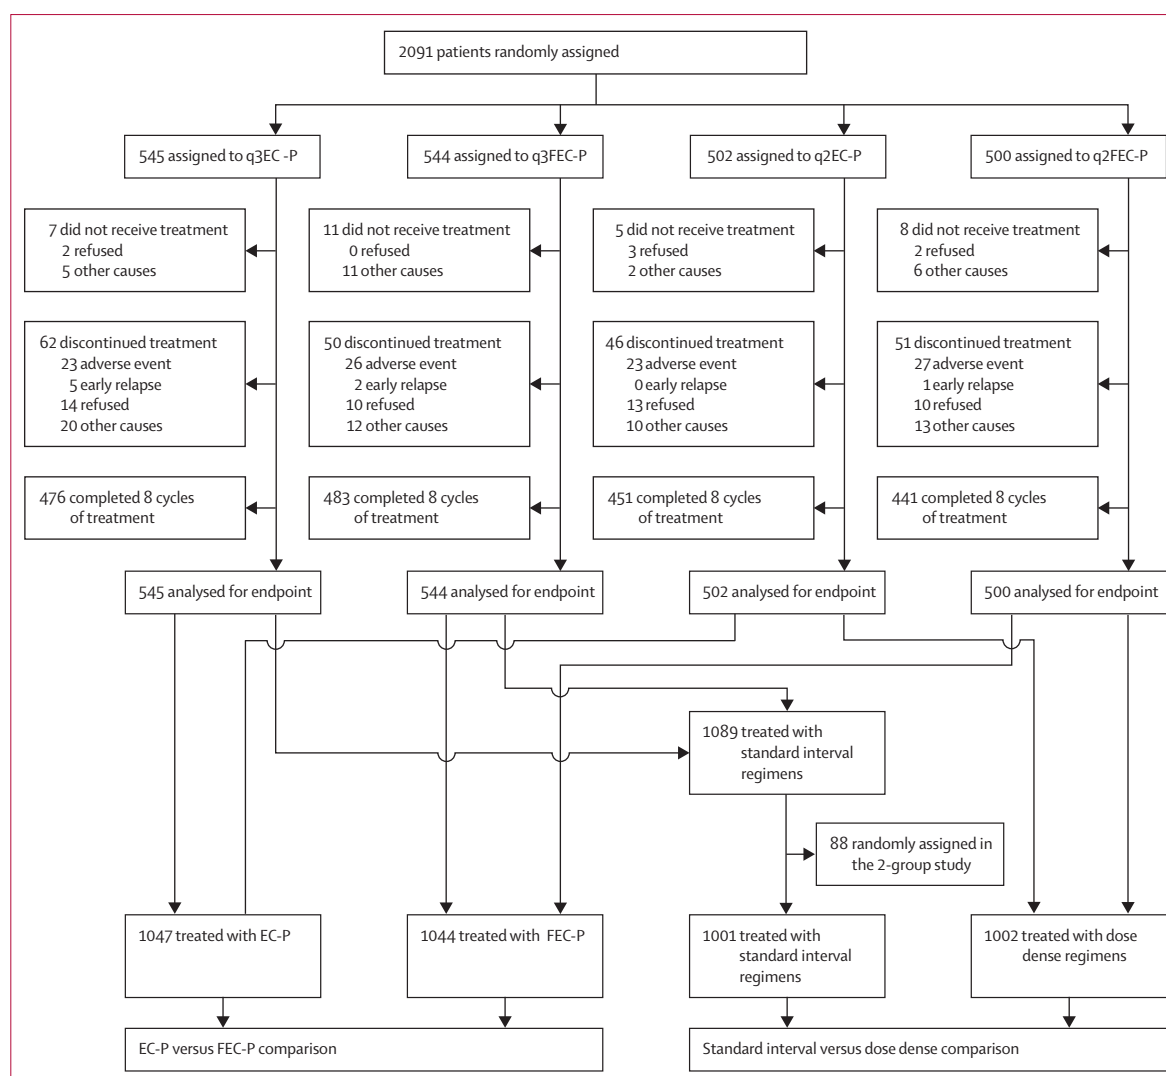 2091 patients randomly assigned
545 assigned to q3EC -P
544 assigned to q3FEC-P
502 assigned to q2EC-P
500 assigned to q2FEC-P
7 did not receive treatment
2 refused
5 other causes
11 did not receive treatment
0 refused
11 other causes
5 did not receive treatment
3 refused
2 other causes
8 did not receive treatment
2 refused
6 other causes
62 discontinued treatment
23 adverse event
5 early relapse
14 refused
20 other causes
50 discontinued treatment
26 adverse event
2 early relapse
10 refused
12 other causes
46 discontinued treatment
23 adverse event
0 early relapse
13 refused
10 other causes
51 discontinued treatment
27 adverse event
1 early relapse
10 refused
13 other causes
476 completed 8 cycles
of treatment
483 completed 8 cycles
of treatment
451 completed 8 cycles
of treatment
441 completed 8 cycles
of treatment
545 analysed for endpoint
544 analysed for endpoint
502 analysed for endpoint
500 analysed for endpoint
1089 treated with
standard interval
regimens
88 randomly assigned in
the 2-group study
1047 treated with EC-P
1044 treated with FEC-P
1001 treated with
standard interval
regimens
1002 treated with dose
dense regimens
EC-P versus FEC-P comparison
Standard interval versus dose dense comparison